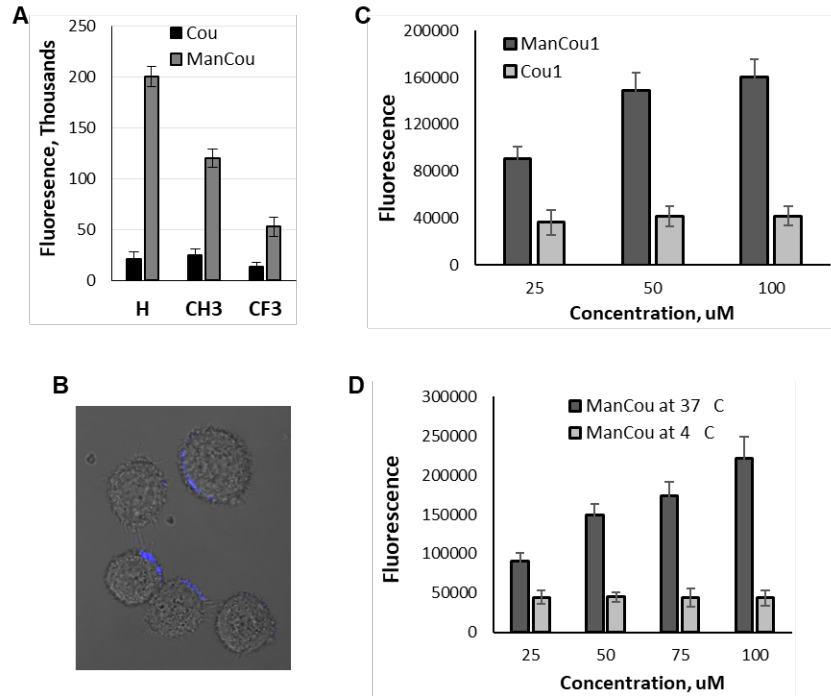 A
Fluoresence, Thousands
250
200
150
100
50
0
Cou
ManCou
H CH3 CF3
C
Fluorescence
200000
160000
120000
80000
40000
0
ManCou1
Cou1
25 50 100
Concentration, uM
B
D
Fluorescence
300000
250000
200000
150000
100000
50000
0
ManCou at 37 C
ManCou at 4 C
25 50 75 100
Concentration, uM